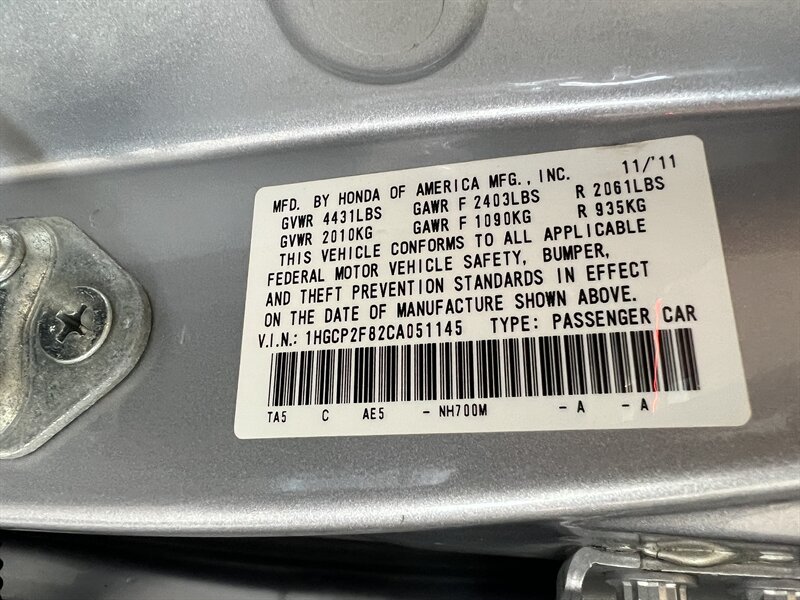 MFD. BY HONDA OF AMERICA MFG., INC. 11/'11
GVWR 4431LBS GAWR F 2403LBS R 2061LBS
GVWR 2010KG GAWR F 1090KG R 935KG
THIS VEHICLE CONFORMS TO ALL APPLICABLE
FEDERAL MOTOR VEHICLE SAFETY, BUMPER,
AND THEFT PREVENTION STANDARDS IN EFFECT
ON THE DATE OF MANUFACTURE SHOWN ABOVE.
V.I.N.: 1HGCP2F82CA051145 TYPE: PASSENGER CAR
TA5 C AE5 - NH700M - A - A